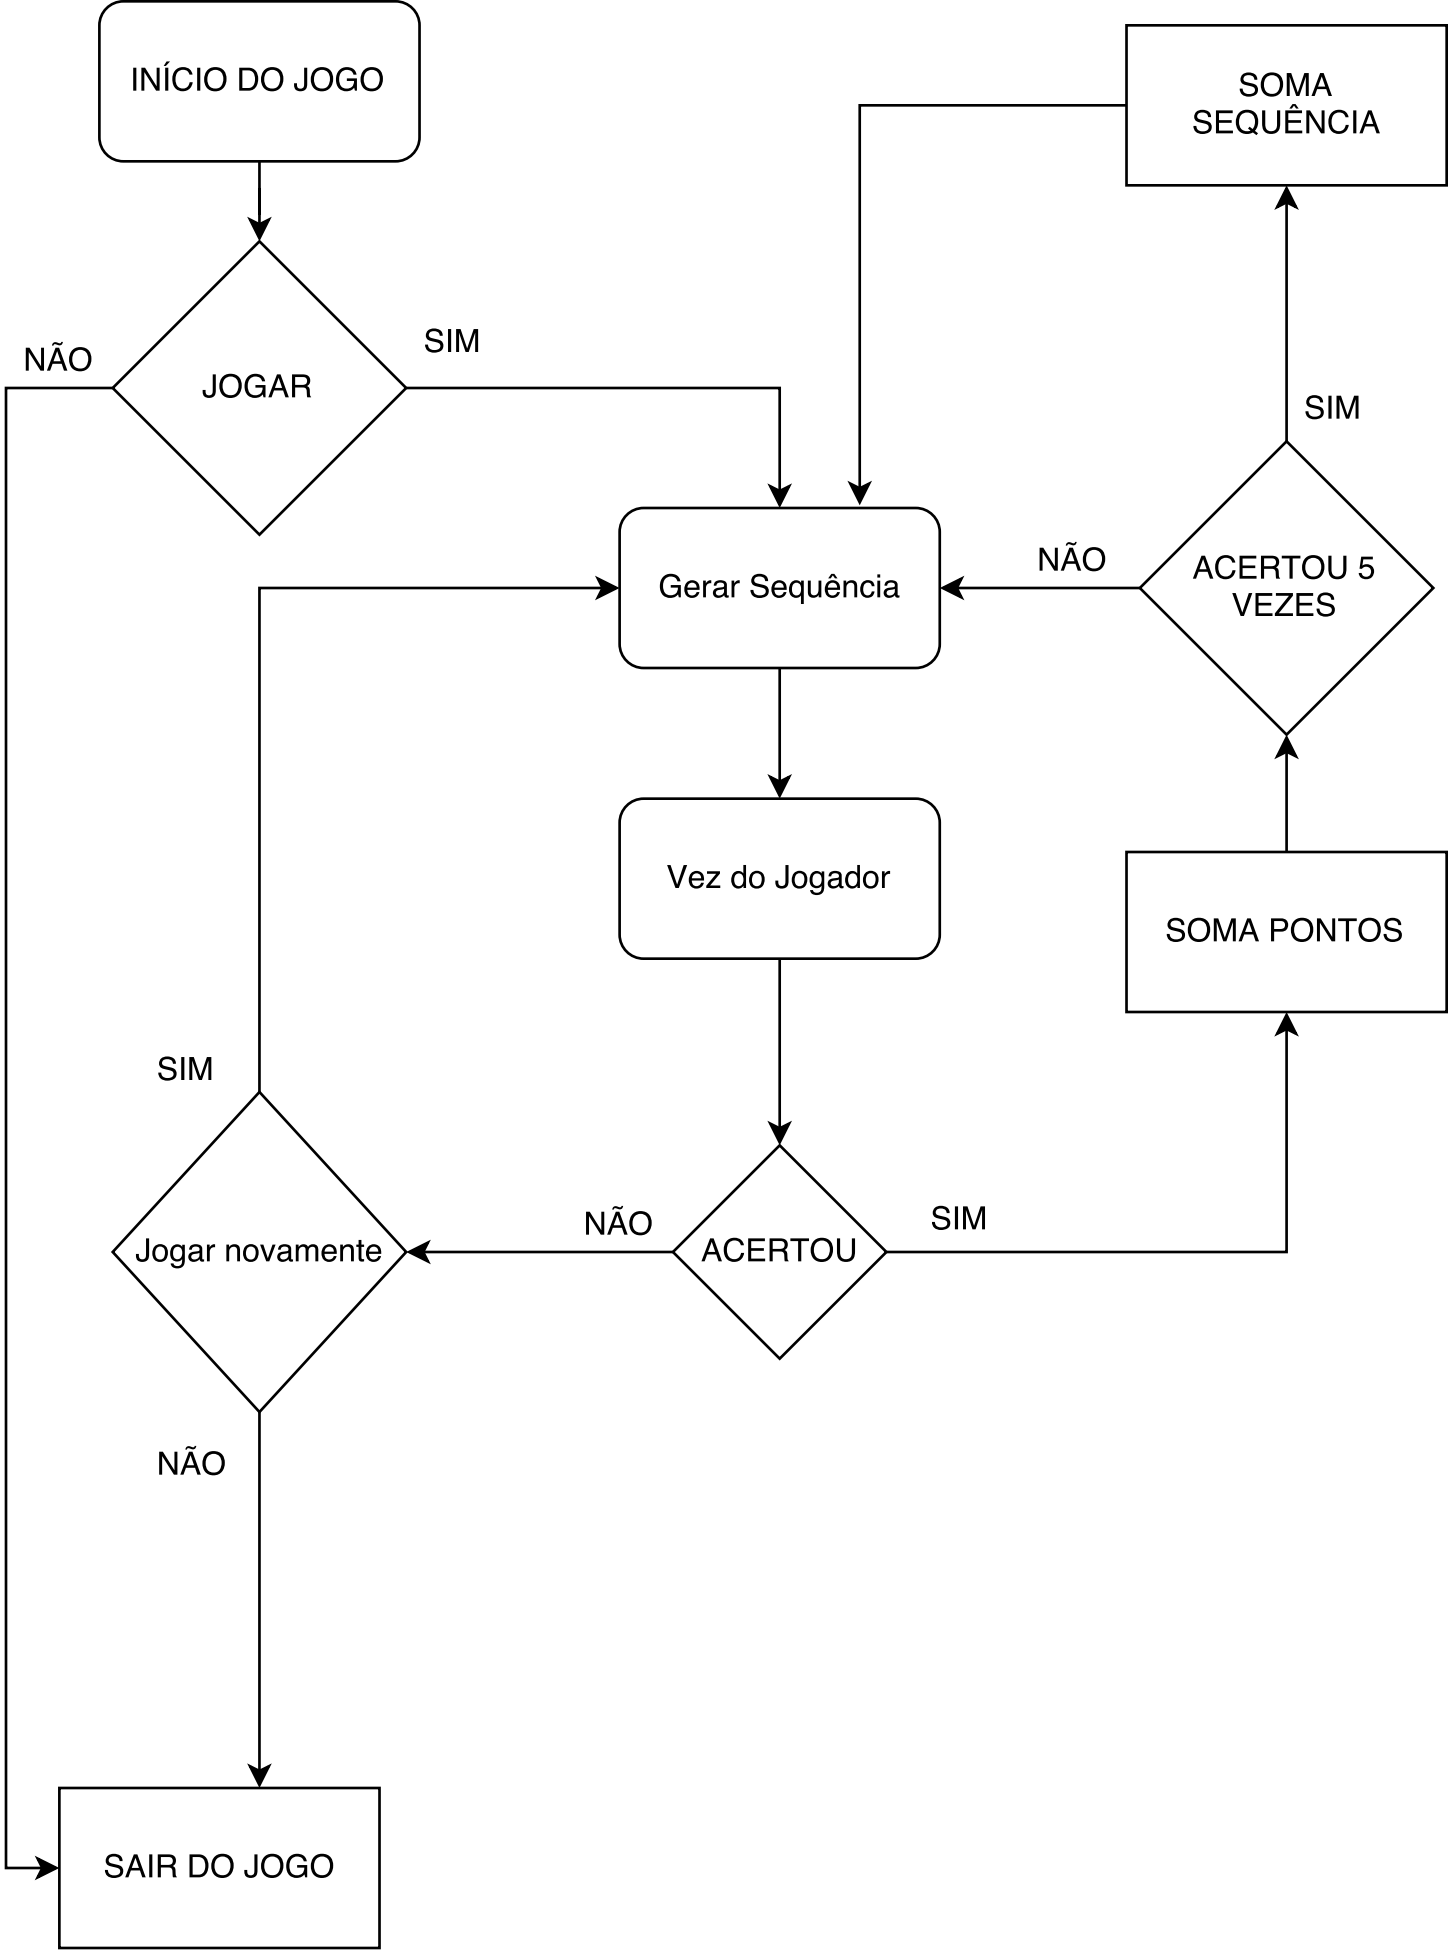 INÍCIO DO JOGO
SOMA
SEQUÊNCIA
NÃO
SIM
JOGAR
SIM
NÃO
ACERTOU 5
VEZES
Gerar Sequência
Vez do Jogador
SOMA PONTOS
SIM
NÃO
SIM
Jogar novamente
ACERTOU
NÃO
SAIR DO JOGO